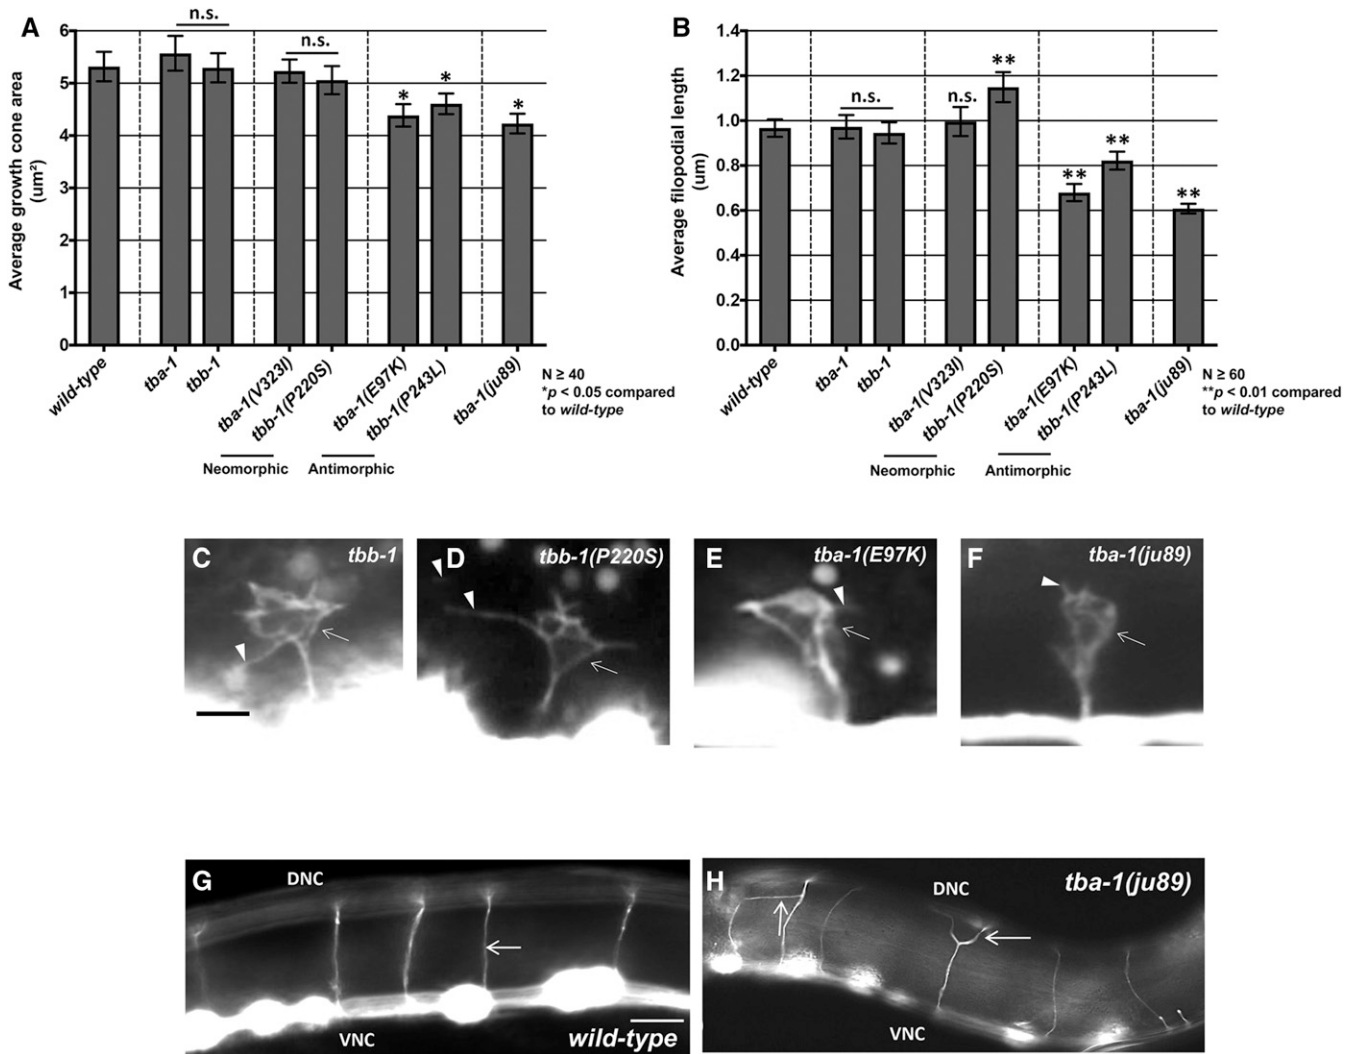 A
Average growth cone area
(um²)
6
5
4
3
2
1
0
n.s.
n.s.
*
*
*
wild-type
tba-1
tbb-1
tba-1(V323I)
tbb-1(P220S)
tba-1(E97K)
tbb-1(P243L)
tba-1(ju89)
N ≥ 40
*p < 0.05 compared
to wild-type
Neomorphic
Antimorphic
B
Average filopodial length
(um)
1.4
1.2
1.0
0.8
0.6
0.4
0.2
0.0
n.s.
n.s.
**
**
**
**
wild-type
tba-1
tbb-1
tba-1(V323I)
tbb-1(P220S)
tba-1(E97K)
tbb-1(P243L)
tba-1(ju89)
N ≥ 60
**p < 0.01 compared
to wild-type
Neomorphic
Antimorphic
C
tbb-1
D
tbb-1(P220S)
E
tba-1(E97K)
F
tba-1(ju89)
G
DNC
VNC
wild-type
H
DNC
tba-1(ju89)
VNC